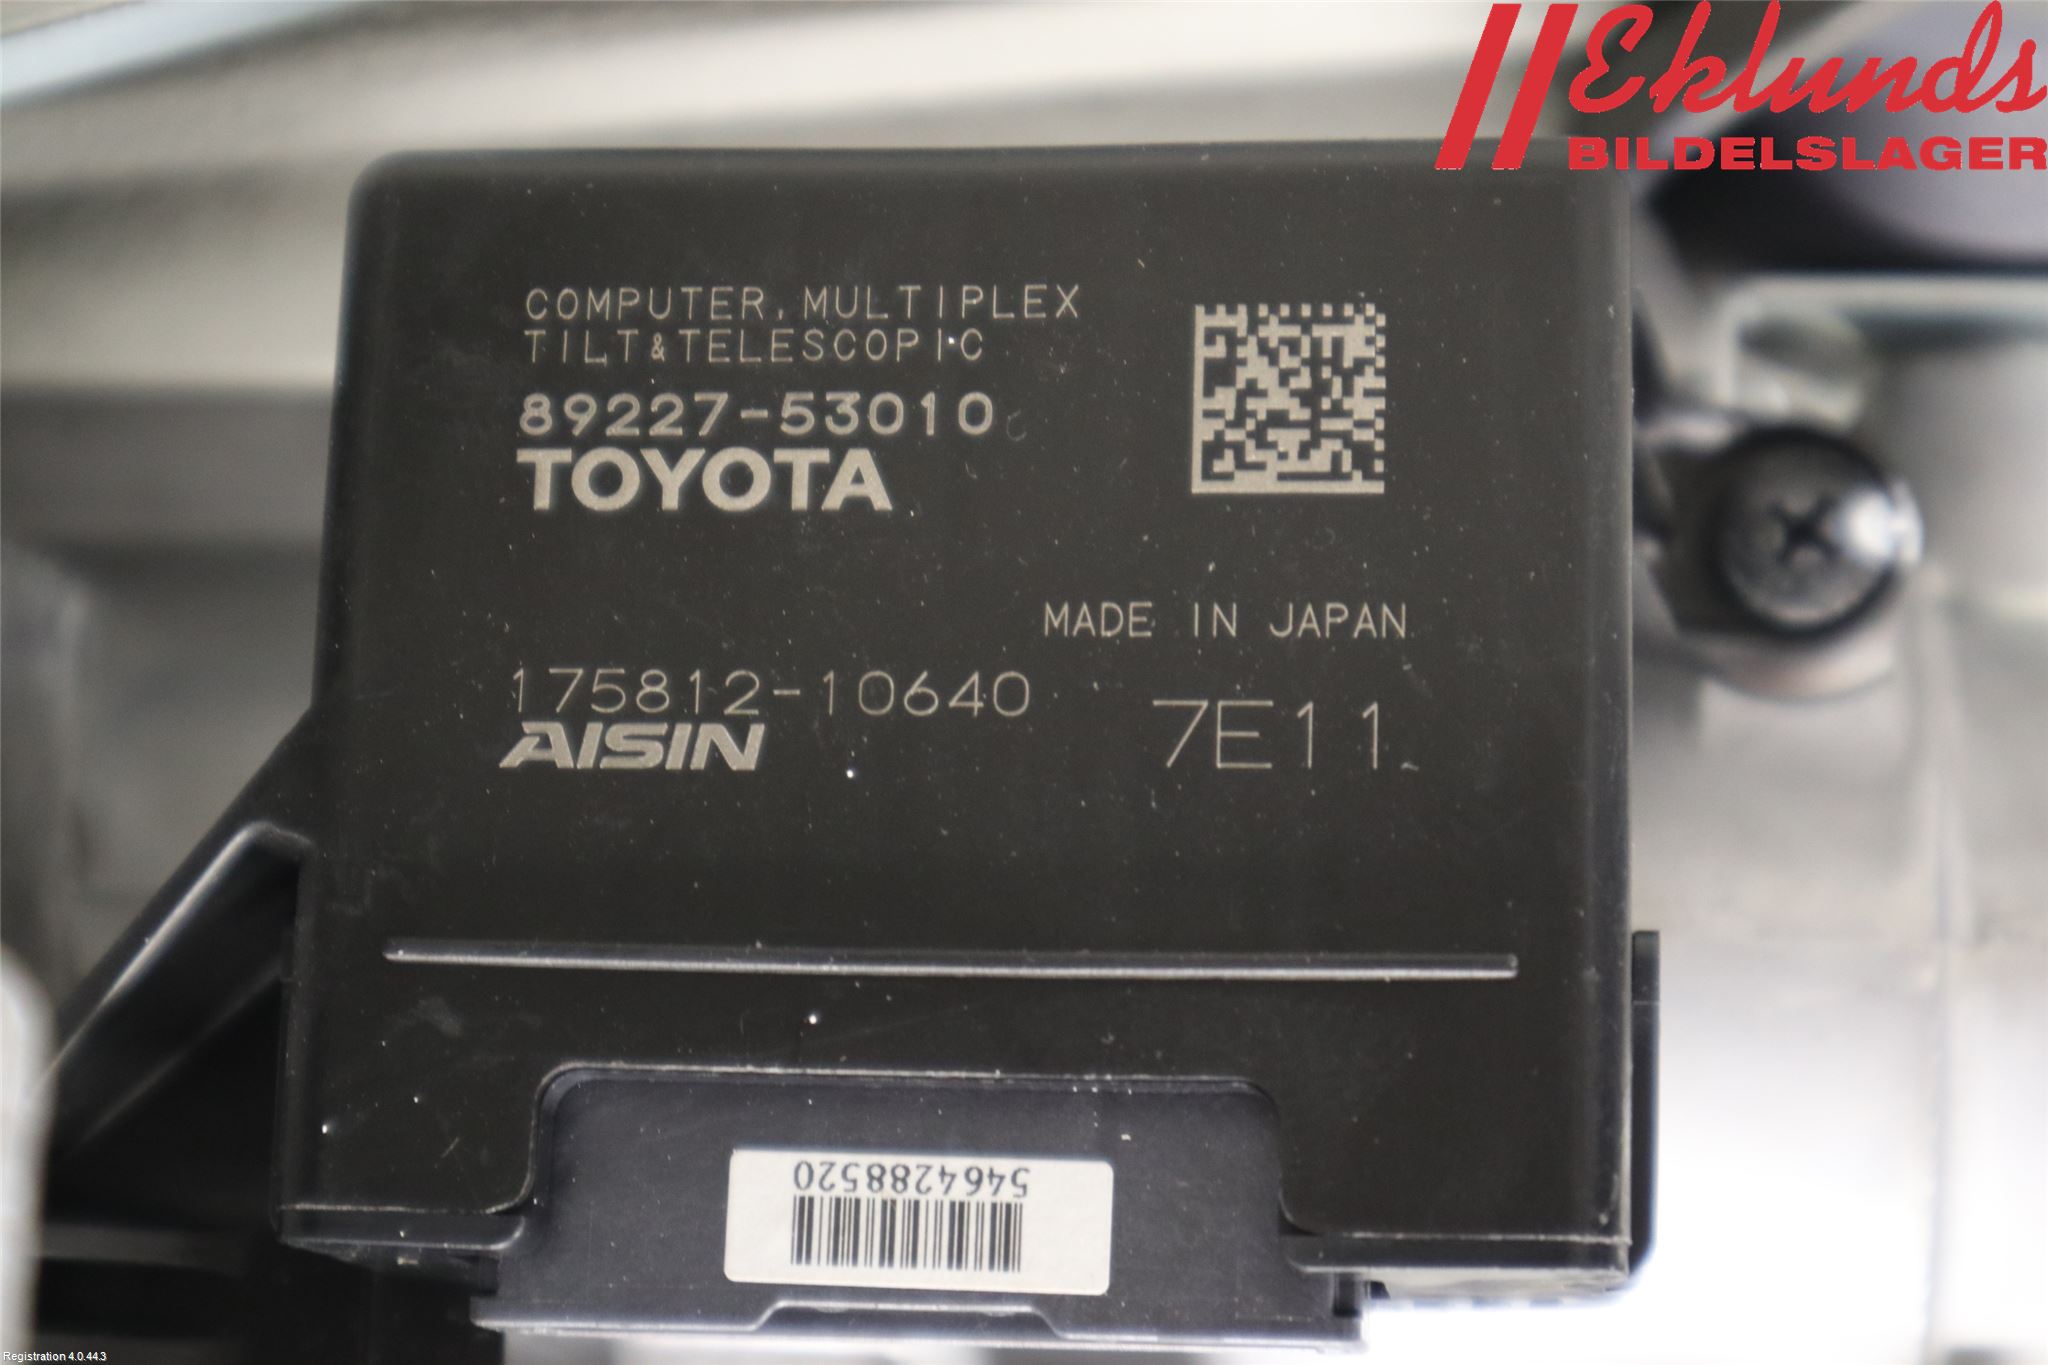 Eklunds
BILDELSLAGER
COMPUTER, MULTIPLEX
TILT&TELESCOPIC
89227-53010
TOYOTA
MADE IN JAPAN
175812-10640
AISIN
7E11
5464288520
Registration 4.0.44.3